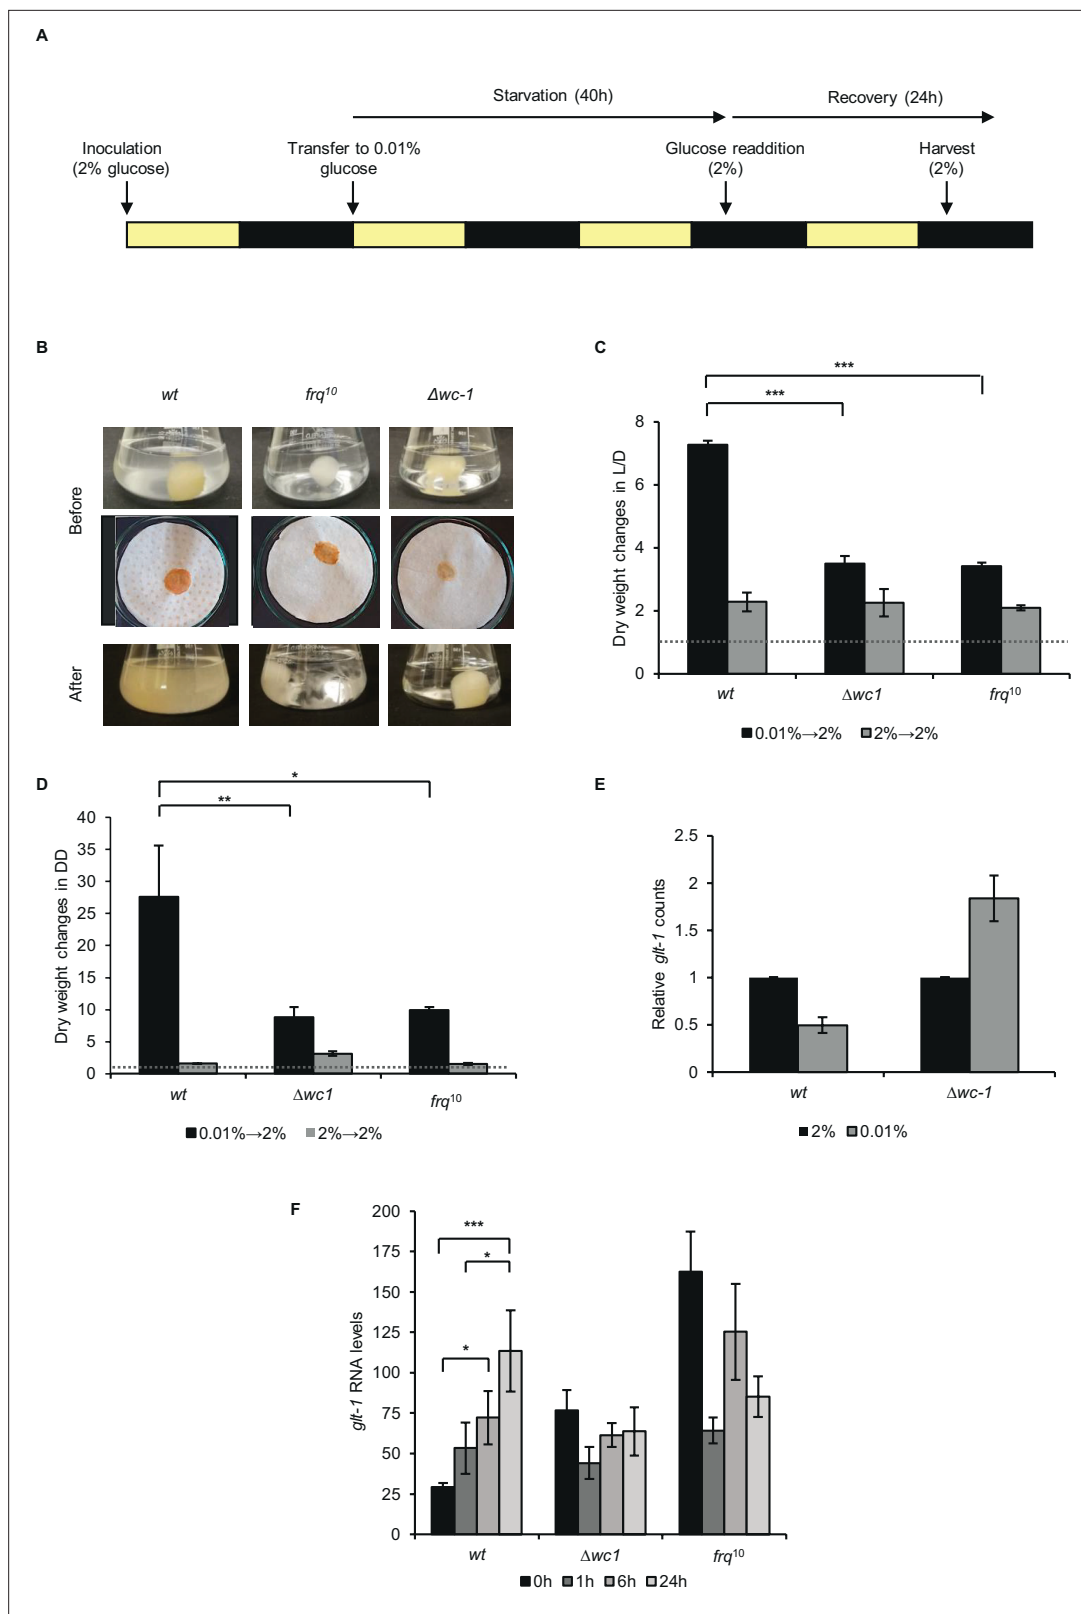 A
Starvation (40h)
Recovery (24h)
Inoculation
(2% glucose)
Transfer to 0.01%
glucose
Glucose readdition
(2%)
Harvest
(2%)
B
wt
frq¹⁰
Δwc-1
Before
After
C
***
***
Dry weight changes in L/D
8
6
4
2
0
wt
Δwc1
frq¹⁰
0.01%→2%
2%→2%
D
*
**
Dry weight changes in DD
40
35
30
25
20
15
10
5
0
wt
Δwc1
frq¹⁰
0.01%→2%
2%→2%
E
Relative glt-1 counts
2.5
2
1.5
1
0.5
0
wt
Δwc-1
2%
0.01%
F
glt-1 RNA levels
200
175
150
125
100
75
50
25
0
***
*
*
wt
Δwc1
frq¹⁰
0h
1h
6h
24h